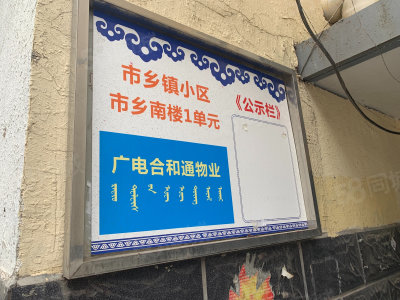 市乡镇小区
市乡南楼1单元
《公示栏》
广电合和通物业